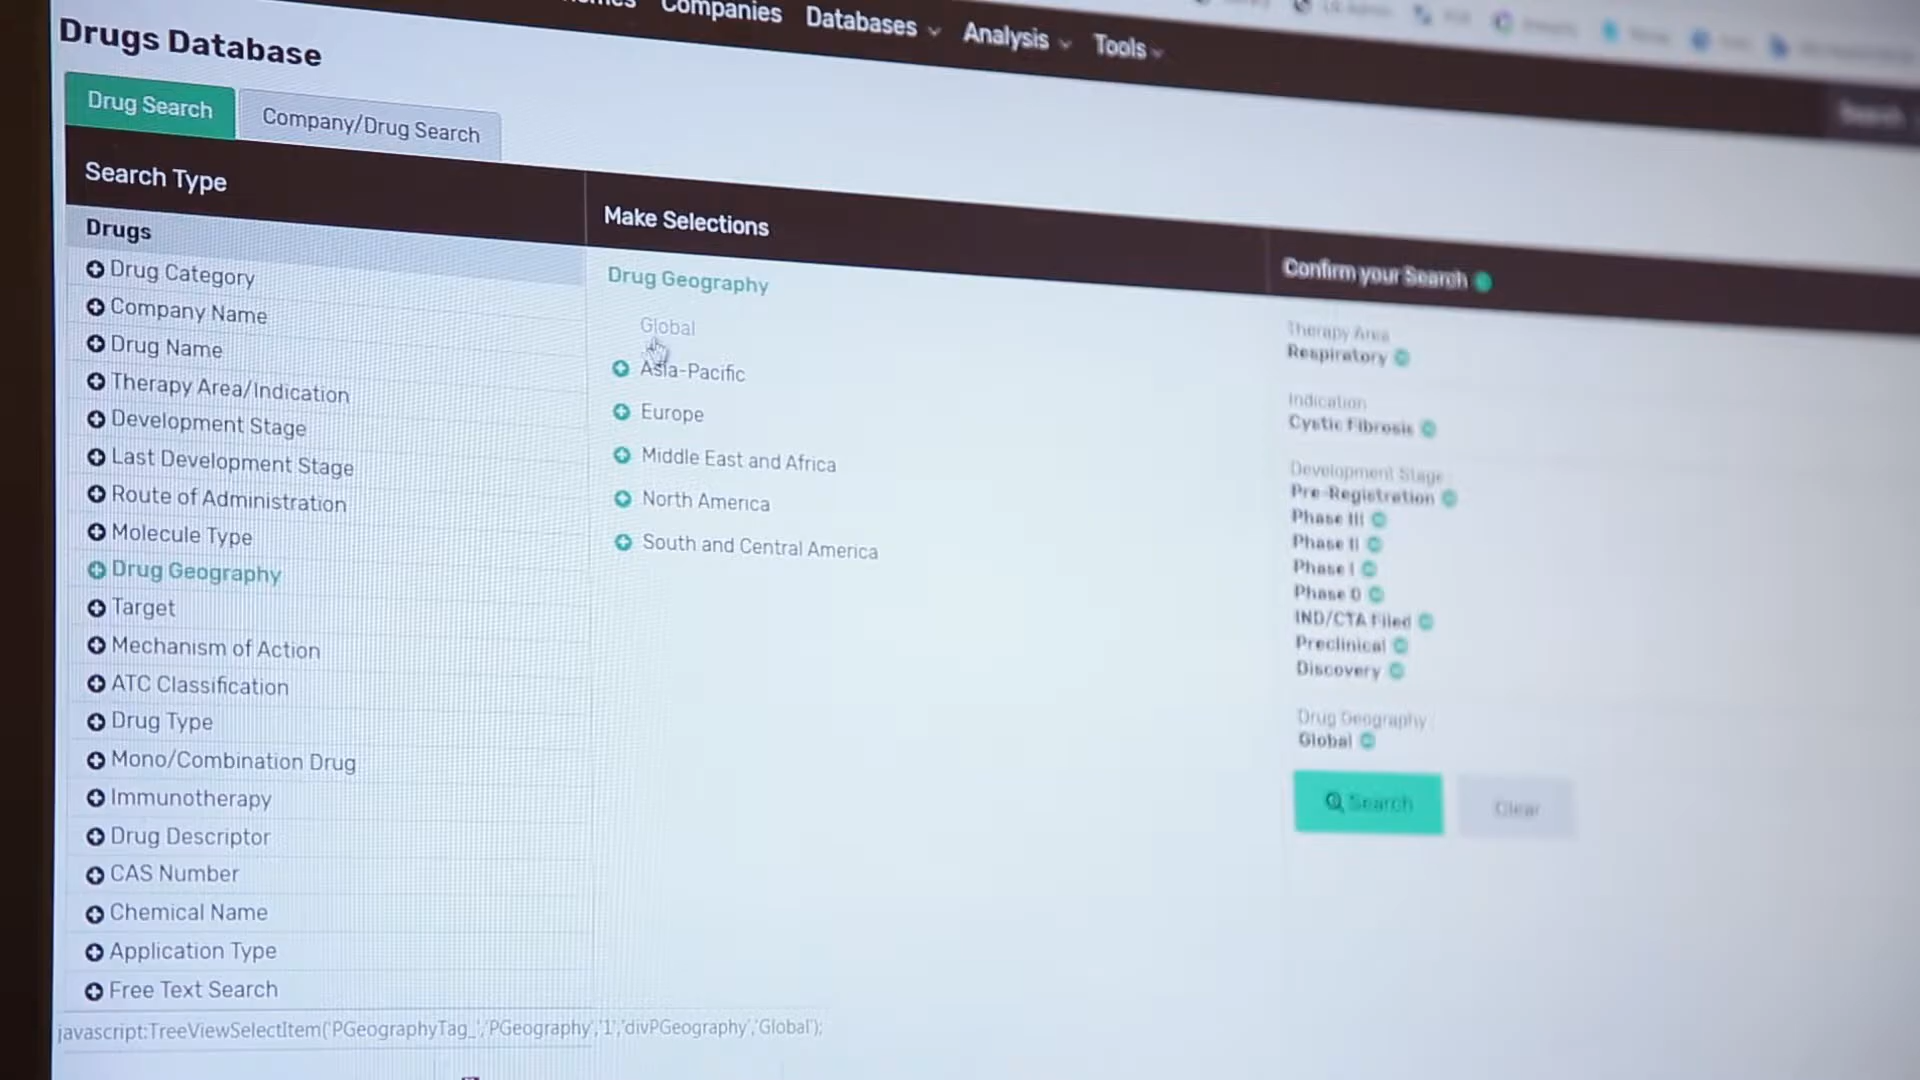 Companies
Databases
Analysis
Tools
Drugs Database
Drug Search
Company/Drug Search
Search
Search Type
Make Selections
Confirm your Search
Drugs
Drug Category
Company Name
Drug Name
Therapy Area/Indication
Development Stage
Last Development Stage
Route of Administration
Molecule Type
Drug Geography
Target
Mechanism of Action
ATC Classification
Drug Type
Mono/Combination Drug
Immunotherapy
Drug Descriptor
CAS Number
Chemical Name
Application Type
Free Text Search
Drug Geography
Global
Asia-Pacific
Europe
Middle East and Africa
North America
South and Central America
Therapy Area
Respiratory
Indication
Cystic Fibrosis
Development Stage
Pre-Registration
Phase III
Phase II
Phase I
Phase 0
IND/CTA Filed
Preclinical
Discovery
Drug Geography
Global
Search
Clear
javascript:TreeViewSelectItem('PGeographyTag_','PGeography','1','divPGeography','Global');